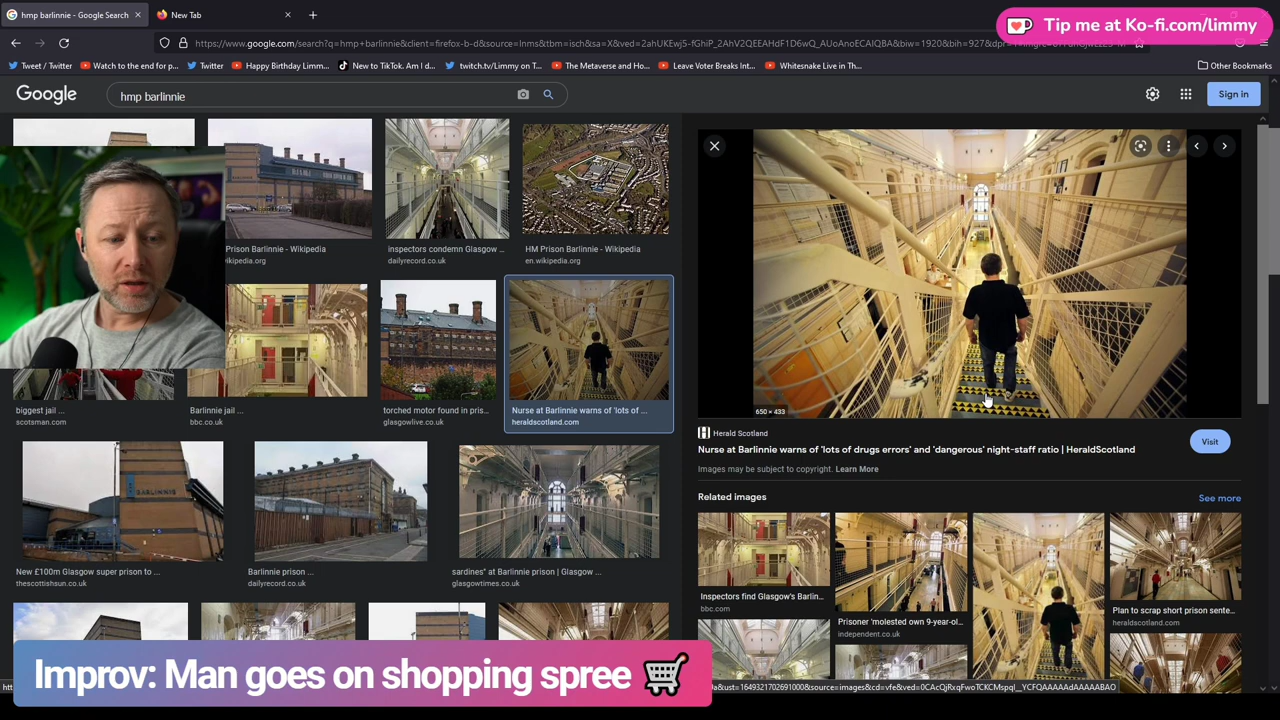 hmp barlinnie - Google Search
New Tab
Tip me at Ko-fi.com/limmy
Tweet / Twitter
Watch to the end for p...
Twitter
Happy Birthday Limm...
New to TikTok. Am I d...
twitch.tv/Limmy on T...
The Metaverse and Ho...
Leave Voter Breaks Int...
Whitesnake Live in Th...
Other Bookmarks
Google
hmp barlinnie
Sign in
Prison Barlinnie - Wikipedia
inspectors condemn Glasgow ...
dailyrecord.co.uk
HM Prison Barlinnie - Wikipedia
en.wikipedia.org
biggest jail ...
scotsman.com
Barlinnie jail ...
bbc.co.uk
torched motor found in pris...
glasgowlive.co.uk
Nurse at Barlinnie warns of 'lots of ...
heraldscotland.com
650 × 433
Herald Scotland
Nurse at Barlinnie warns of 'lots of drugs errors' and 'dangerous' night-staff ratio | HeraldScotland
Visit
Images may be subject to copyright. Learn More
Related images
See more
BARLINNIE
New £100m Glasgow super prison to ...
thescottishsun.co.uk
Barlinnie prison ...
dailyrecord.co.uk
sardines" at Barlinnie prison | Glasgow ...
glasgowtimes.co.uk
Inspectors find Glasgow's Barlin...
bbc.com
Prisoner 'molested own 9-year-ol...
independent.co.uk
Plan to scrap short prison sente...
heraldscotland.com
Improv: Man goes on shopping spree